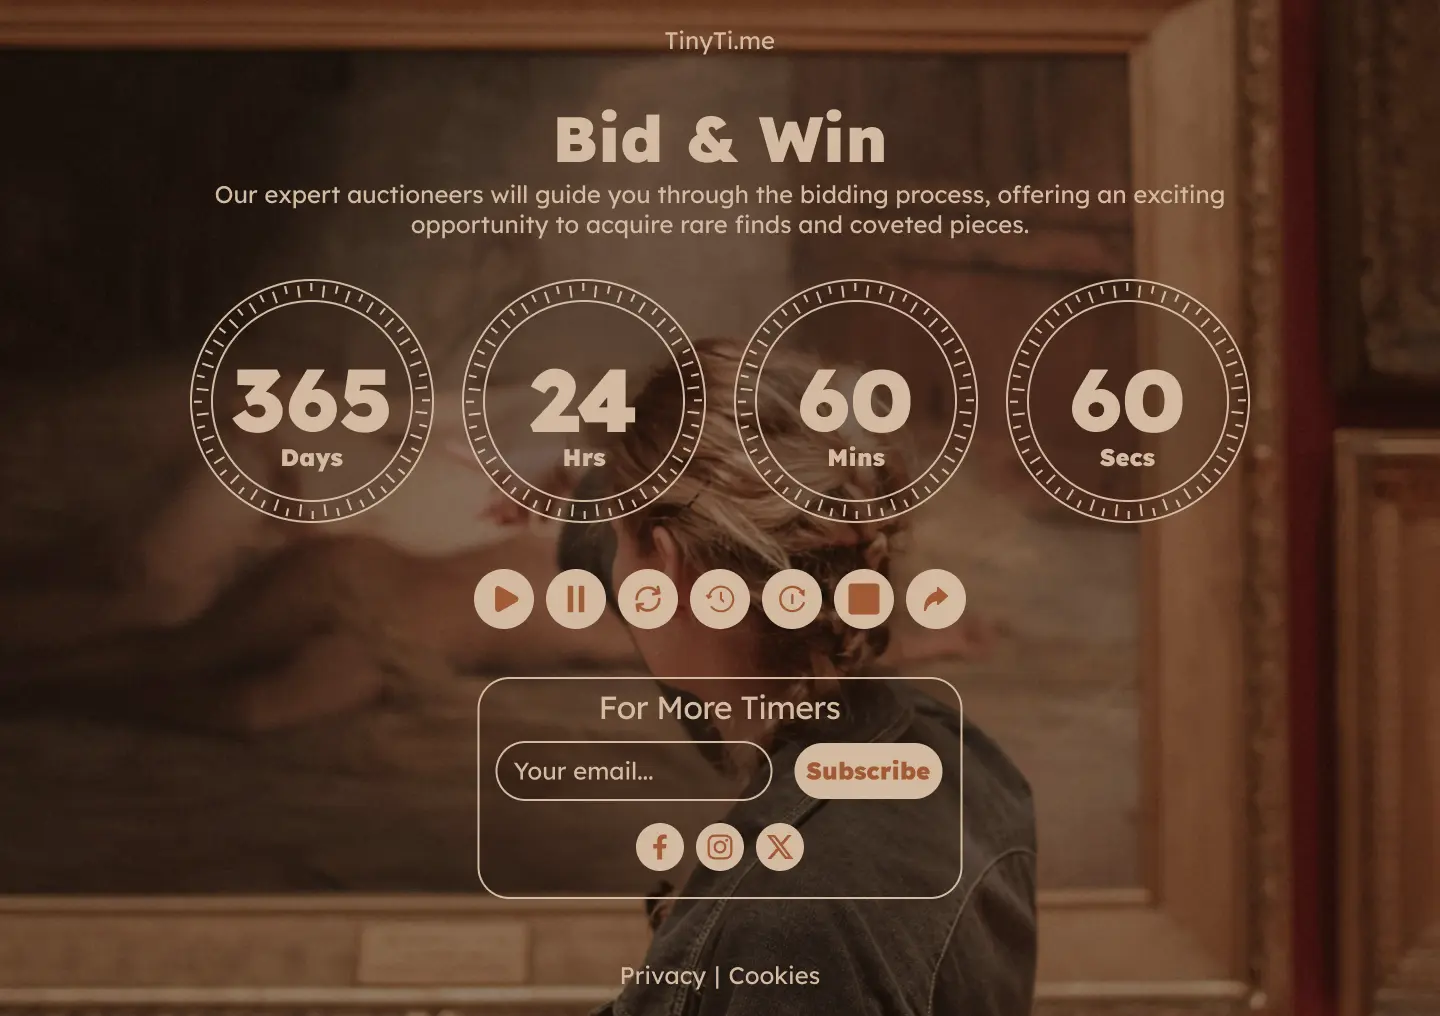 TinyTi.me
Bid & Win
Our expert auctioneers will guide you through the bidding process, offering an exciting
opportunity to acquire rare finds and coveted pieces.
365
Days
24
Hrs
60
Mins
60
Secs
For More Timers
Your email...
Subscribe
Privacy | Cookies